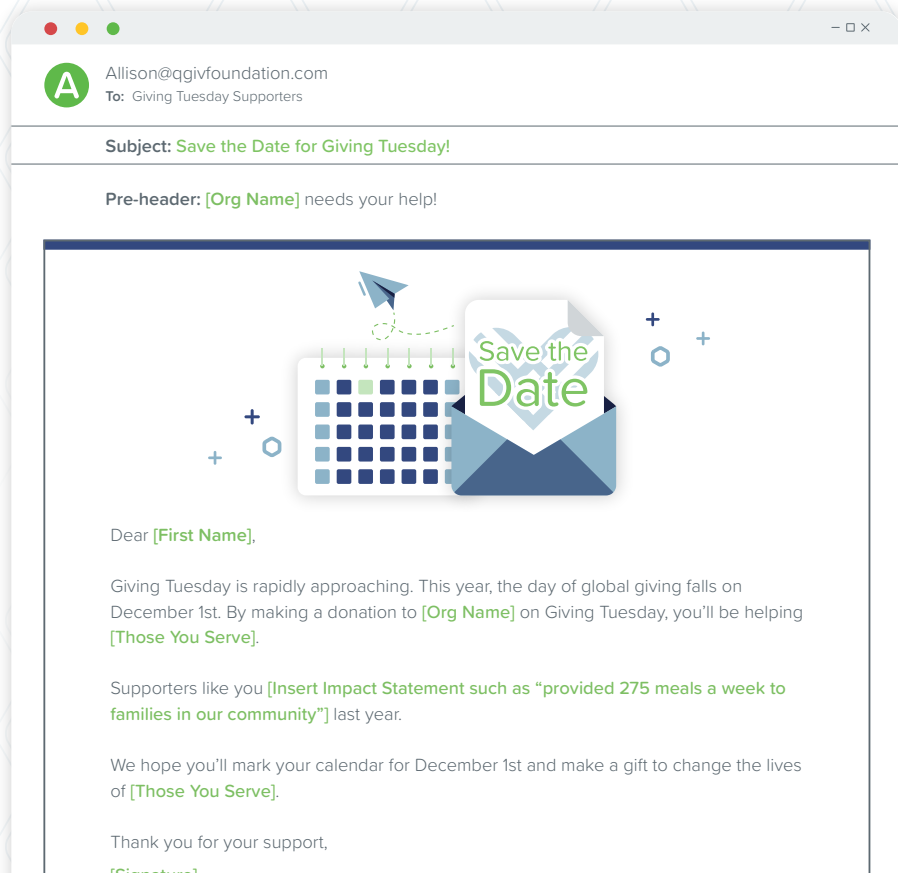 A
Allison@qgivfoundation.com
To: Giving Tuesday Supporters
Subject: Save the Date for Giving Tuesday!
Pre-header: [Org Name] needs your help!
Save the
Date
Dear [First Name],
Giving Tuesday is rapidly approaching. This year, the day of global giving falls on
December 1st. By making a donation to [Org Name] on Giving Tuesday, you’ll be helping
[Those You Serve].
Supporters like you [Insert Impact Statement such as “provided 275 meals a week to
families in our community”] last year.
We hope you’ll mark your calendar for December 1st and make a gift to change the lives
of [Those You Serve].
Thank you for your support,
[Signature]